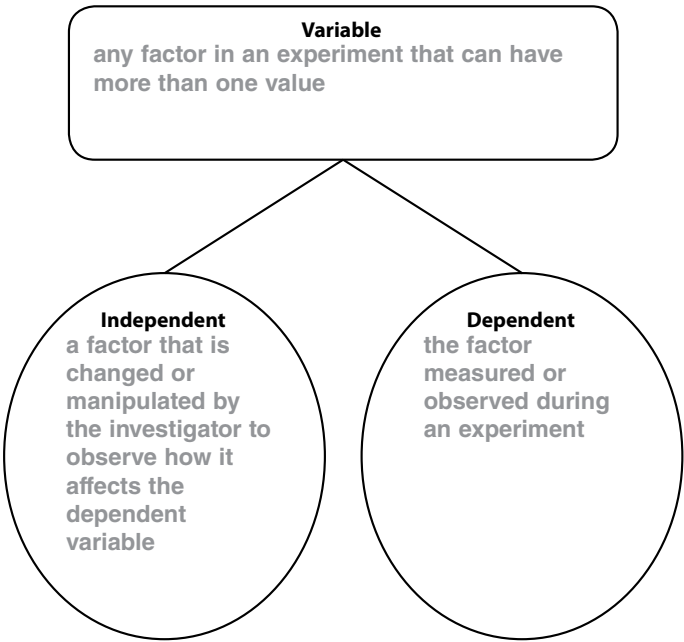 Variable
any factor in an experiment that can have
more than one value
Independent
a factor that is
changed or
manipulated by
the investigator to
observe how it
affects the
dependent
variable
Dependent
the factor
measured or
observed during
an experiment